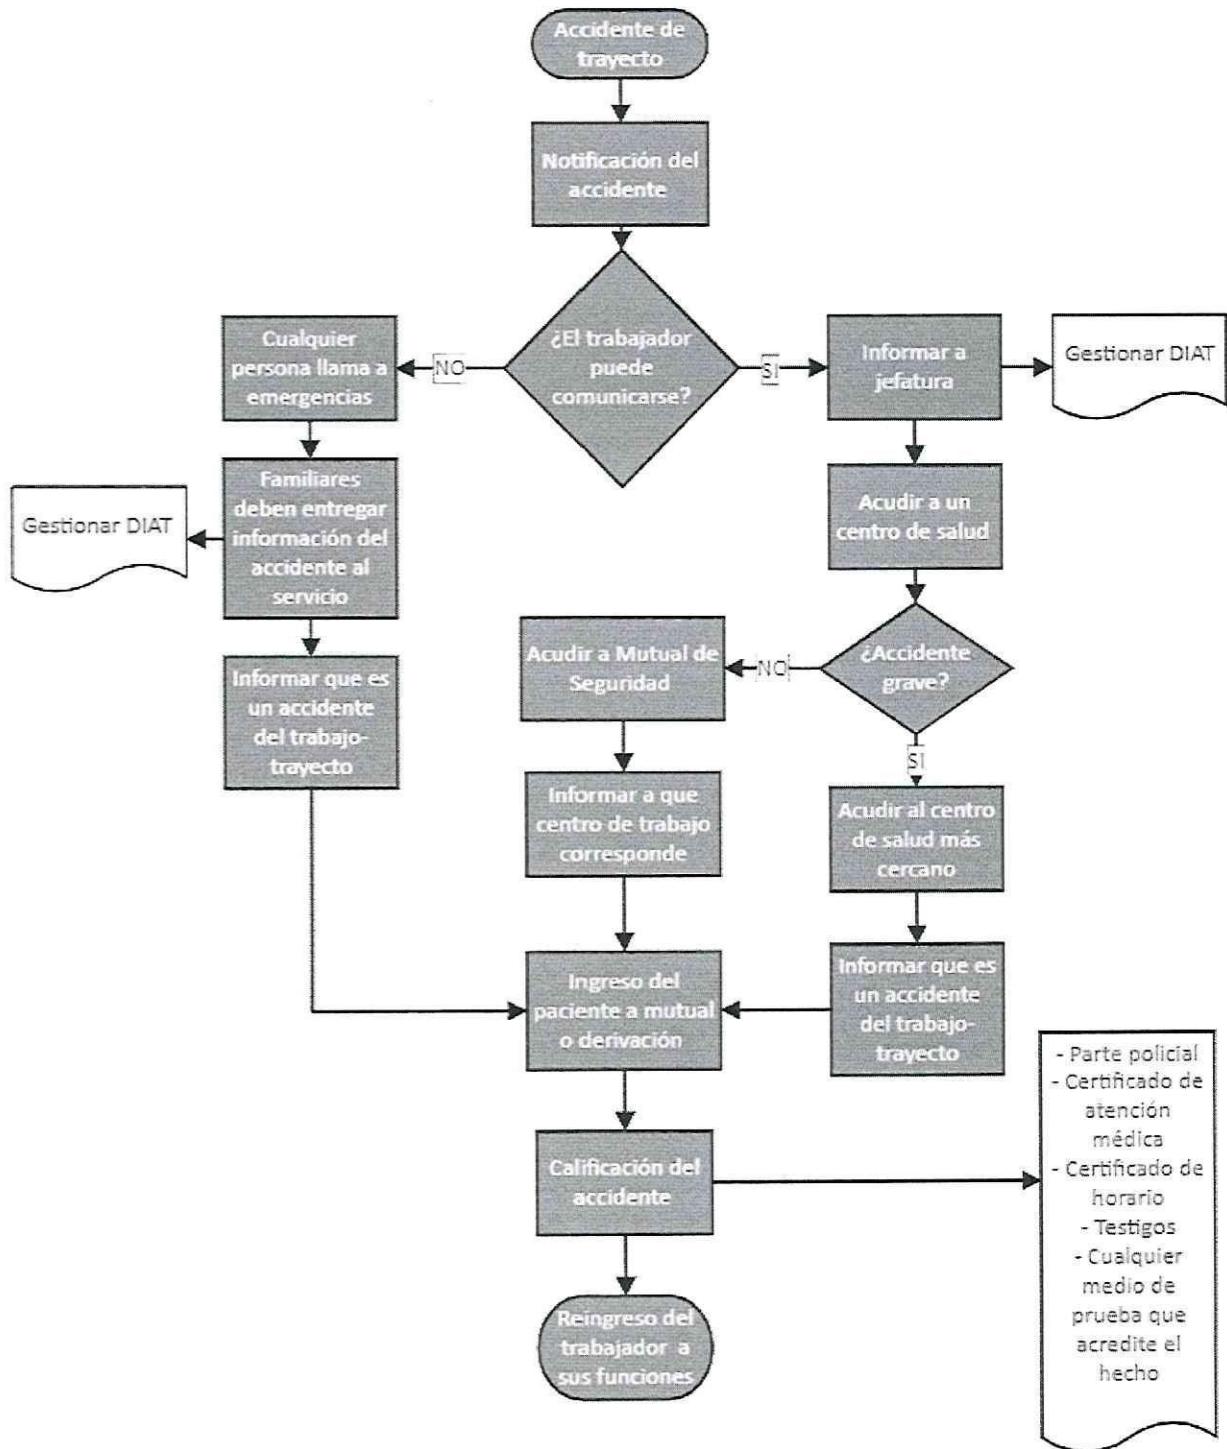 Accidente de
trayecto
Notificación del
accidente
¿El trabajador
puede
comunicarse?
NO
SI
Cualquier
persona llama a
emergencias
Informar a
jefatura
Gestionar DIAT
Familiares
deben entregar
información del
accidente al
servicio
Gestionar DIAT
Acudir a un
centro de salud
Informar que es
un accidente
del trabajo-
trayecto
¿Accidente
grave?
NO
SI
Acudir a Mutual de
Seguridad
Informar a que
centro de trabajo
corresponde
Acudir al centro
de salud más
cercano
Informar que es
un accidente
del trabajo-
trayecto
Ingreso del
paciente a mutual
o derivación
Calificación del
accidente
- Parte policial
- Certificado de
atención
médica
- Certificado de
horario
- Testigos
- Cualquier
medio de
prueba que
acredite el
hecho
Reingreso del
trabajador a
sus funciones